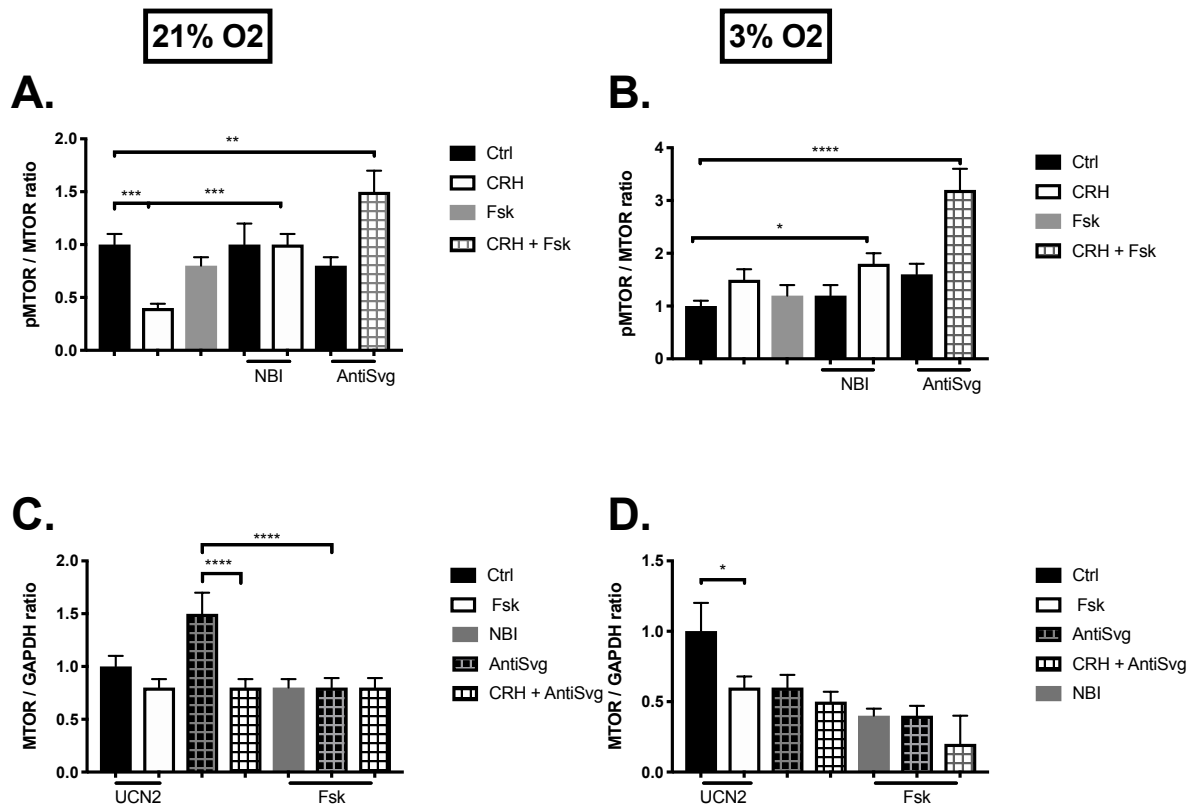 21% O2
3% O2
A.
pMTOR / MTOR ratio
2.0
1.5
1.0
0.5
0.0
**
***
***
NBI
AntiSvg
Ctrl
CRH
Fsk
CRH + Fsk
B.
pMTOR / MTOR ratio
4
3
2
1
0
****
*
NBI
AntiSvg
Ctrl
CRH
Fsk
CRH + Fsk
C.
MTOR / GAPDH ratio
2.0
1.5
1.0
0.5
0.0
****
****
UCN2
Fsk
Ctrl
Fsk
NBI
AntiSvg
CRH + AntiSvg
D.
MTOR / GAPDH ratio
1.5
1.0
0.5
0.0
*
UCN2
Fsk
Ctrl
Fsk
AntiSvg
CRH + AntiSvg
NBI